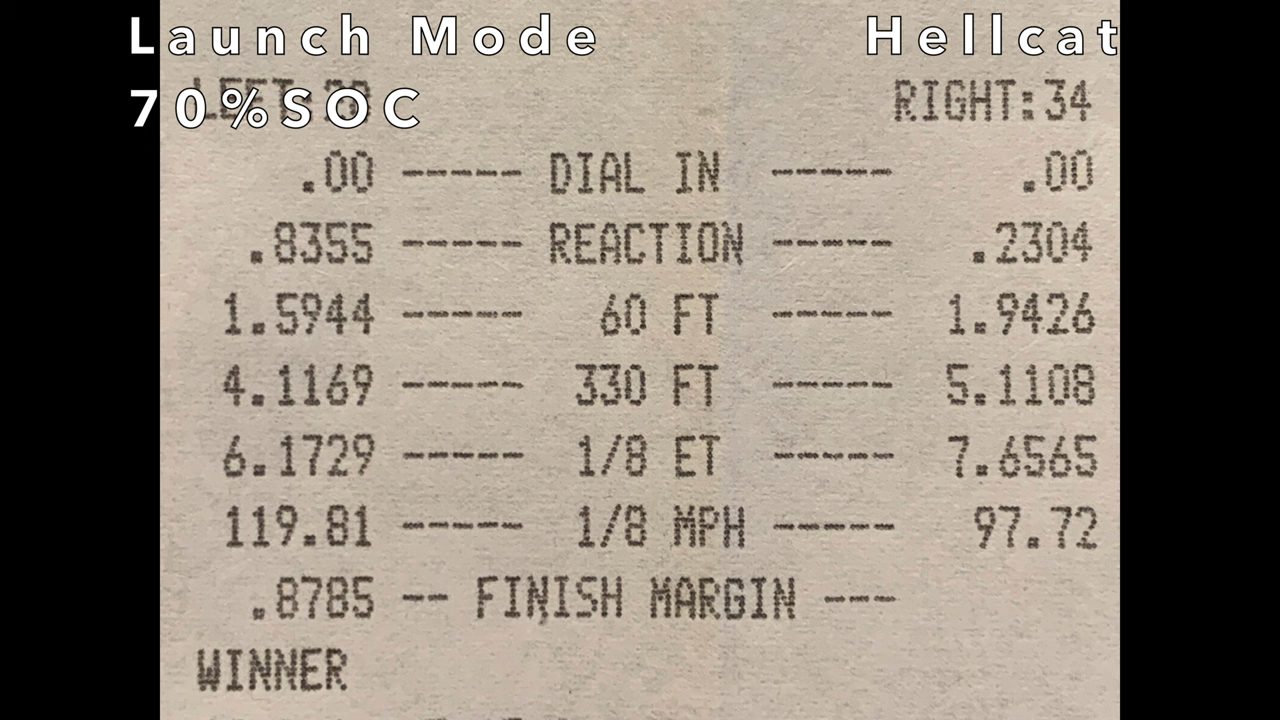 Launch Mode Hellcat
70%SOC RIGHT:34
.00 ----- DIAL IN ----- .00
.8355 ----- REACTION ----- .2304
1.5944 ----- 60 FT ----- 1.9426
4.1169 ----- 330 FT ----- 5.1108
6.1729 ----- 1/8 ET ----- 7.6565
119.81 ----- 1/8 MPH ----- 97.72
.8785 -- FINISH MARGIN ---
WINNER